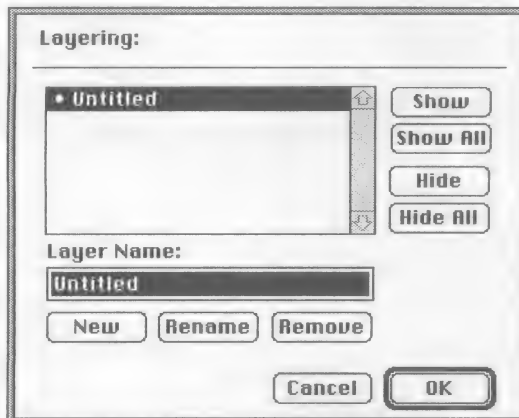 Layering:
• Untitled
Show
Show All
Hide
Hide All
Layer Name:
Untitled
New Rename Remove
Cancel OK